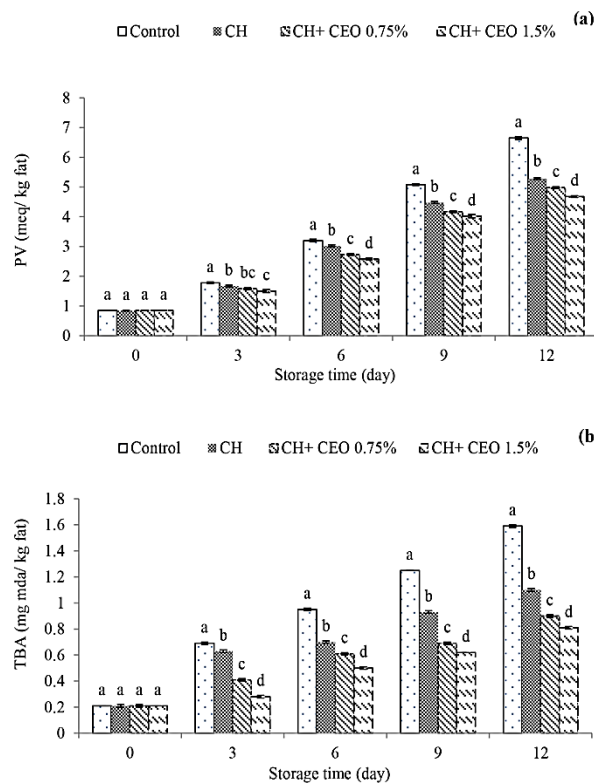 (a)
Control CH CH+ CEO 0.75% CH+ CEO 1.5%
PV (meq/ kg fat)
8
7
6
5
4
3
2
1
0
a a a a
a b bc c
a b c d
a b c d
a b c d
0 3 6 9 12
Storage time (day)
(b
Control CH CH+ CEO 0.75% CH+ CEO 1.5%
TBA (mg mda/ kg fat)
1.8
1.6
1.4
1.2
1
0.8
0.6
0.4
0.2
0
a a a a
a b c d
a b c d
a b c d
a b c d
0 3 6 9 12
Storage time (day)